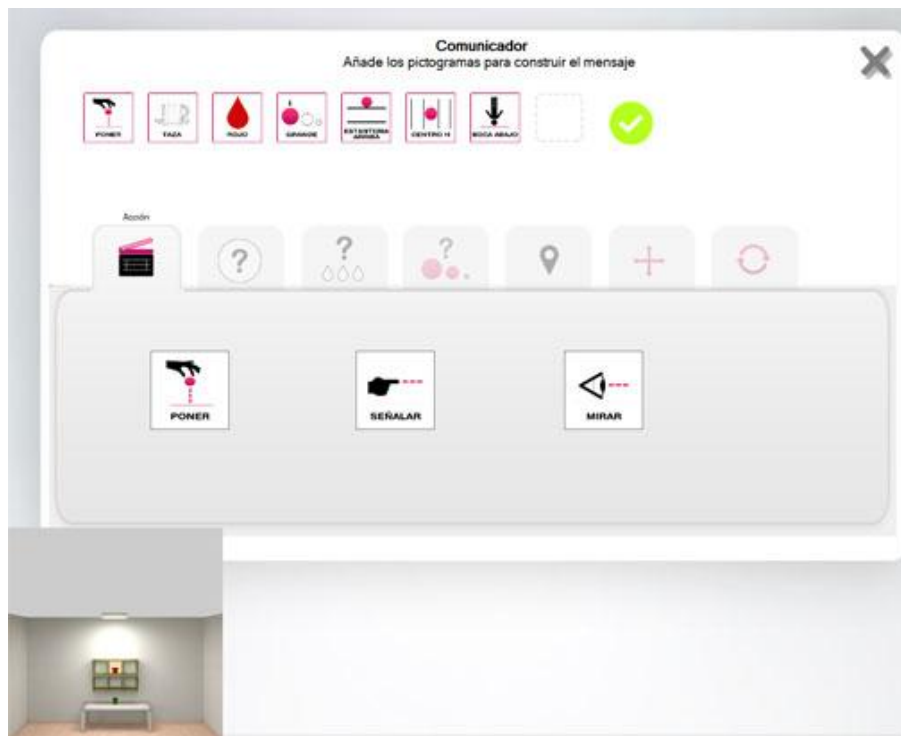 Comunicador
Añade los pictogramas para construir el mensaje
PONER
TAZA
ROJO
GRANDE
ESTANTERIA
ARRIBA
CENTRO H
BOCA ABAJO
Acción
?
?
?
PONER
SEÑALAR
MIRAR